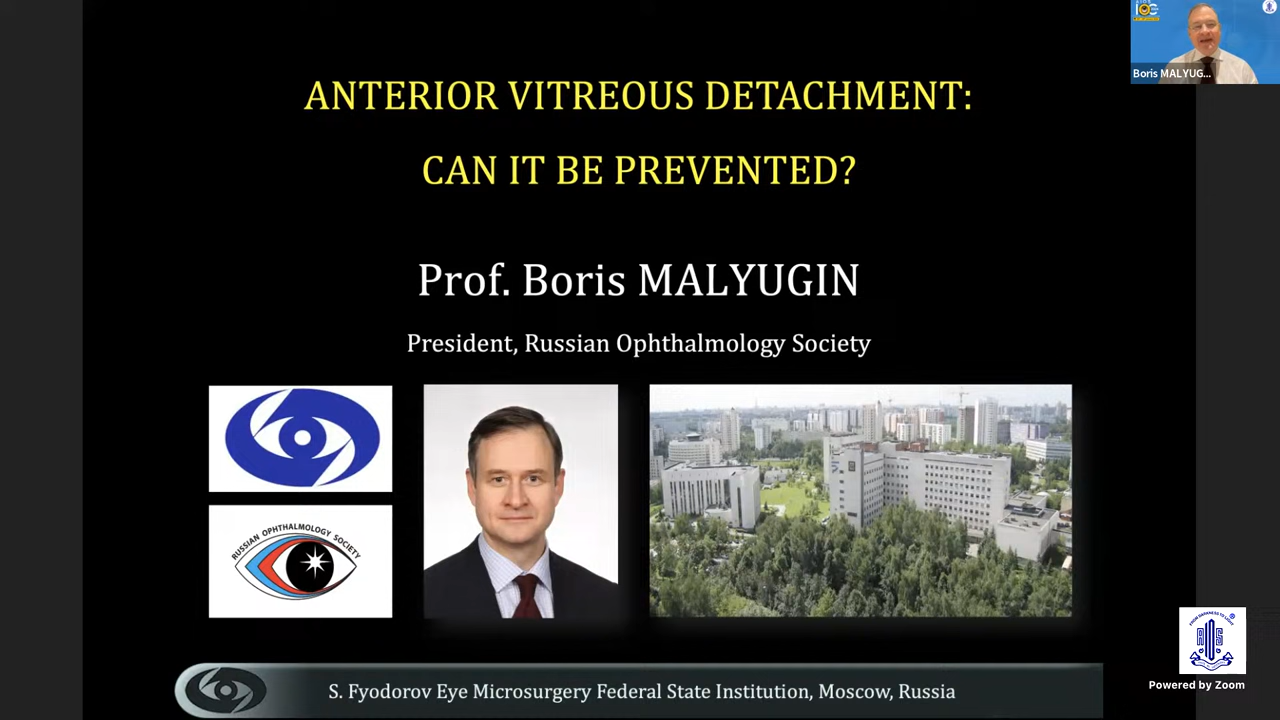 ANTERIOR VITREOUS DETACHMENT:
CAN IT BE PREVENTED?
Prof. Boris MALYUGIN
President, Russian Ophthalmology Society
RUSSIAN OPHTHALMOLOGY SOCIETY
S. Fyodorov Eye Microsurgery Federal State Institution, Moscow, Russia
Boris MALYUG...
Powered by Zoom